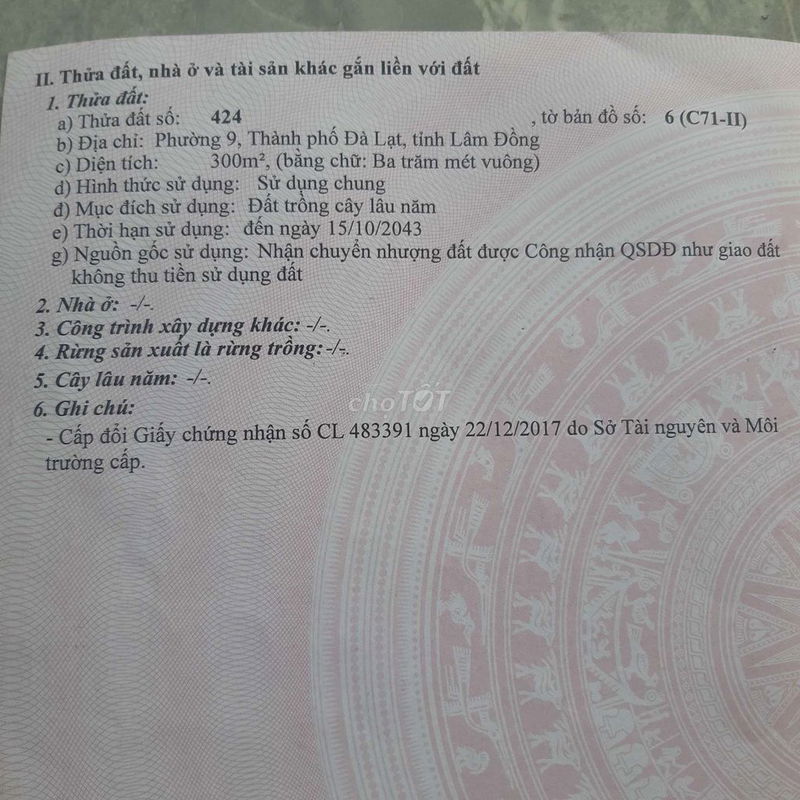 II. Thửa đất, nhà ở và tài sản khác gắn liền với đất
1. Thửa đất:
a) Thửa đất số: 424 , tờ bản đồ số: 6 (C71-II)
b) Địa chỉ: Phường 9, Thành phố Đà Lạt, tỉnh Lâm Đồng
c) Diện tích: 300m², (bằng chữ: Ba trăm mét vuông)
d) Hình thức sử dụng: Sử dụng chung
đ) Mục đích sử dụng: Đất trồng cây lâu năm
e) Thời hạn sử dụng: đến ngày 15/10/2043
g) Nguồn gốc sử dụng: Nhận chuyển nhượng đất được Công nhận QSDĐ như giao đất
không thu tiền sử dụng đất
2. Nhà ở: -/-.
3. Công trình xây dựng khác: -/-.
4. Rừng sản xuất là rừng trồng: -/-.
5. Cây lâu năm: -/-.
6. Ghi chú:
choTỐT
- Cấp đổi Giấy chứng nhận số CL 483391 ngày 22/12/2017 do Sở Tài nguyên và Môi
trường cấp.